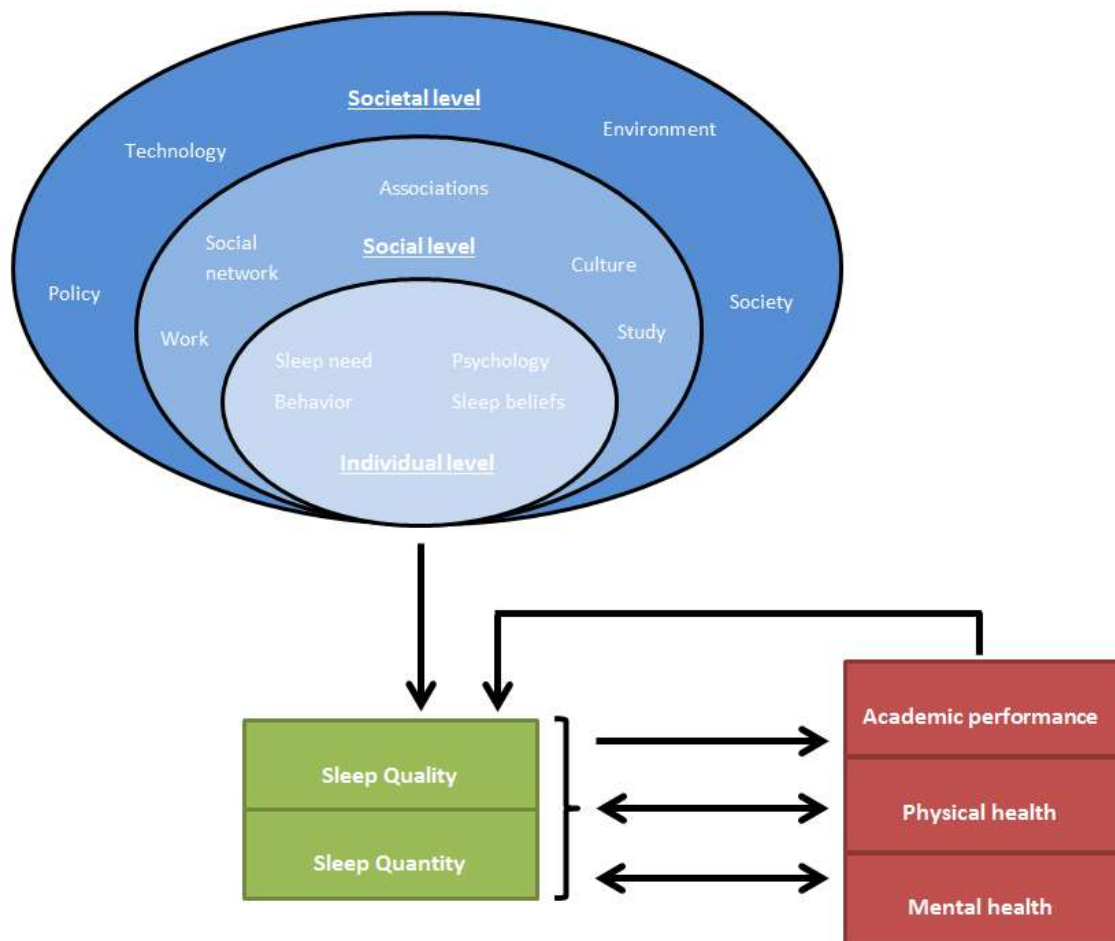 Societal level
Environment
Technology
Associations
Social
network
Social level
Culture
Policy
Society
Work
Study
Sleep need
Psychology
Behavior
Sleep beliefs
Individual level
Academic performance
Sleep Quality
Physical health
Sleep Quantity
Mental health